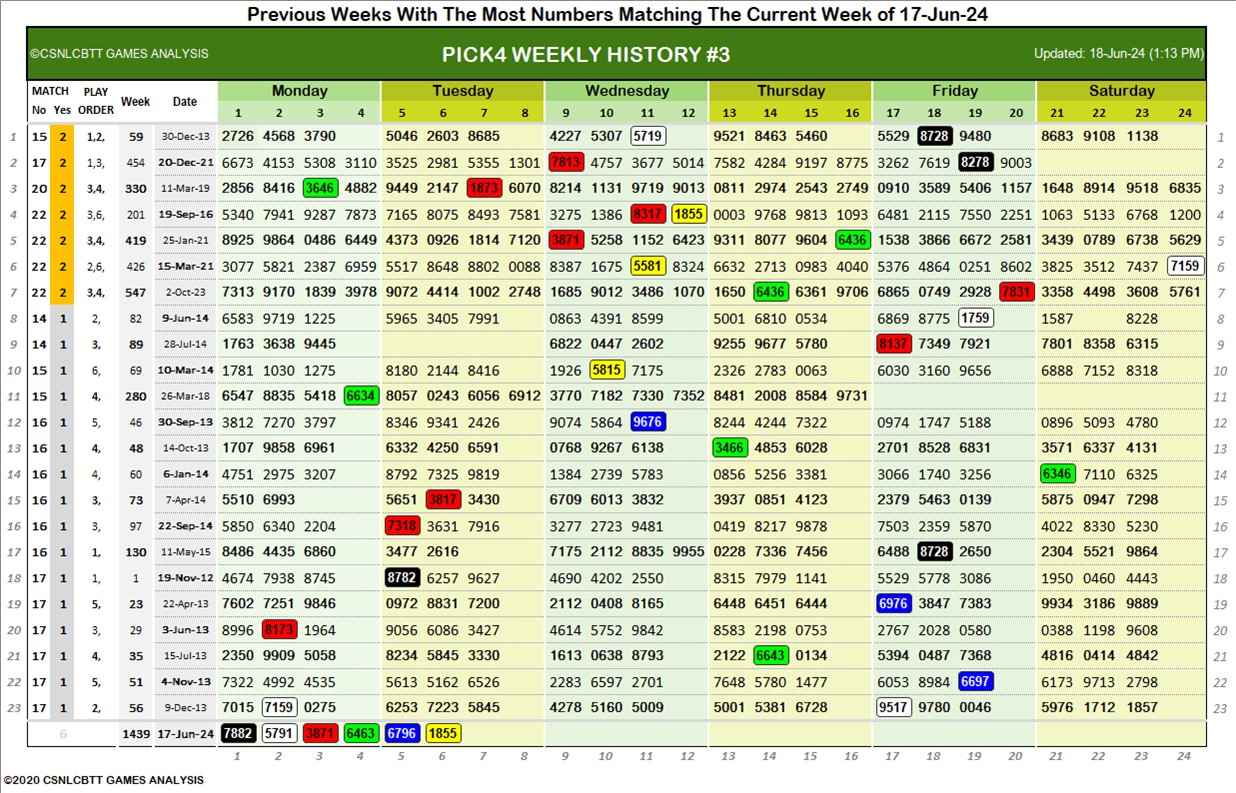 Previous Weeks With The Most Numbers Matching The Current Week of 17-Jun-24
©CSNLCBTT GAMES ANALYSIS PICK4 WEEKLY HISTORY #3 Updated: 18-Jun-24 (1:13 PM)
MATCH PLAY Week Date Monday Tuesday Wednesday Thursday Friday Saturday
No Yes ORDER 1 2 3 4 5 6 7 8 9 10 11 12 13 14 15 16 17 18 19 20 21 22 23 24
1 15 2 1,2, 59 30-Dec-13 2726 4568 3790 5046 2603 8685 4227 5307 5719 9521 8463 5460 5529 8728 9480 8683 9108 1138 1
2 17 2 1,3, 454 20-Dec-21 6673 4153 5308 3110 3525 2981 5355 1301 7813 4757 3677 5014 7582 4284 9197 8775 3262 7619 8278 9003 2
3 20 2 3,4, 330 11-Mar-19 2856 8416 3646 4882 9449 2147 1873 6070 8214 1131 9719 9013 0811 2974 2543 2749 0910 3589 5406 1157 1648 8914 9518 6835 3
4 22 2 3,6, 201 19-Sep-16 5340 7941 9287 7873 7165 8075 8493 7581 3275 1386 8317 1855 0003 9768 9813 1093 6481 2115 7550 2251 1063 5133 6768 1200 4
5 22 2 3,4, 419 25-Jan-21 8925 9864 0486 6449 4373 0926 1814 7120 3871 5258 1152 6423 9311 8077 9604 6436 1538 3866 6672 2581 3439 0789 6738 5629 5
6 22 2 2,6, 426 15-Mar-21 3077 5821 2387 6959 5517 8648 8802 0088 8387 1675 5581 8324 6632 2713 0983 4040 5376 4864 0251 8602 3825 3512 7437 7159 6
7 22 2 3,4, 547 2-Oct-23 7313 9170 1839 3978 9072 4414 1002 2748 1685 9012 3486 1070 1650 6436 6361 9706 6865 0749 2928 7831 3358 4498 3608 5761 7
8 14 1 2, 82 9-Jun-14 6583 9719 1225 5965 3405 7991 0863 4391 8599 5001 6810 0534 6869 8775 1759 1587 8228 8
9 14 1 3, 89 28-Jul-14 1763 3638 9445 6822 0447 2602 9255 9677 5780 8137 7349 7921 7801 8358 6315 9
10 15 1 6, 69 10-Mar-14 1781 1030 1275 8180 2144 8416 1926 5815 7175 2326 2783 0063 6030 3160 9656 6888 7152 8318 10
11 15 1 4, 280 26-Mar-18 6547 8835 5418 6634 8057 0243 6056 6912 3770 7182 7330 7352 8481 2008 8584 9731 11
12 16 1 5, 46 30-Sep-13 3812 7270 3797 8346 9341 2426 9074 5864 9676 8244 4244 7322 0974 1747 5188 0896 5093 4780 12
13 16 1 4, 48 14-Oct-13 1707 9858 6961 6332 4250 6591 0768 9267 6138 3466 4853 6028 2701 8528 6831 3571 6337 4131 13
14 16 1 4, 60 6-Jan-14 4751 2975 3207 8792 7325 9819 1384 2739 5783 0856 5256 3381 3066 1740 3256 6346 7110 6325 14
15 16 1 3, 73 7-Apr-14 5510 6993 5651 3817 3430 6709 6013 3832 3937 0851 4123 2279 5463 0139 5875 0947 7298 15
16 16 1 3, 97 22-Sep-14 5850 6340 2204 7318 3631 7916 3277 2723 9481 0419 8217 9878 7503 2359 5870 4022 8330 5230 16
17 16 1 1, 130 11-May-15 8486 4435 6860 3477 2616 7175 2112 8835 9955 0228 7336 7456 6488 8728 2650 2304 5521 9864 17
18 17 1 1, 1 19-Nov-12 4674 7938 8745 8782 6257 9627 4690 4202 2550 8315 7979 1141 5529 5778 3086 1950 0460 4443 18
19 17 1 5, 23 22-Apr-13 7602 7251 9846 0972 8831 7200 2112 0408 8165 6448 6451 6444 6976 3847 7383 9934 3186 9889 19
20 17 1 3, 29 3-Jun-13 8996 8173 1964 9056 6086 3427 4614 5752 9842 8583 2198 0753 2767 2028 0580 0388 1198 9608 20
21 17 1 4, 35 15-Jul-13 2350 9909 5058 8234 5845 3330 1613 0638 8793 2122 6643 0134 5394 0487 7368 4816 0414 4842 21
22 17 1 5, 51 4-Nov-13 7322 4992 4535 5613 5162 6526 2283 6597 2701 7648 5780 1477 6053 8984 6697 6173 9713 2798 22
23 17 1 2, 56 9-Dec-13 7015 7159 0275 6253 7223 5845 4278 5160 5009 5001 5381 6728 9517 9780 0046 5976 1712 1857 23
6 1439 17-Jun-24 7882 5791 3871 6463 6796 1855
1 2 3 4 5 6 7 8 9 10 11 12 13 14 15 16 17 18 19 20 21 22 23 24
©2020 CSNLCBTT GAMES ANALYSIS